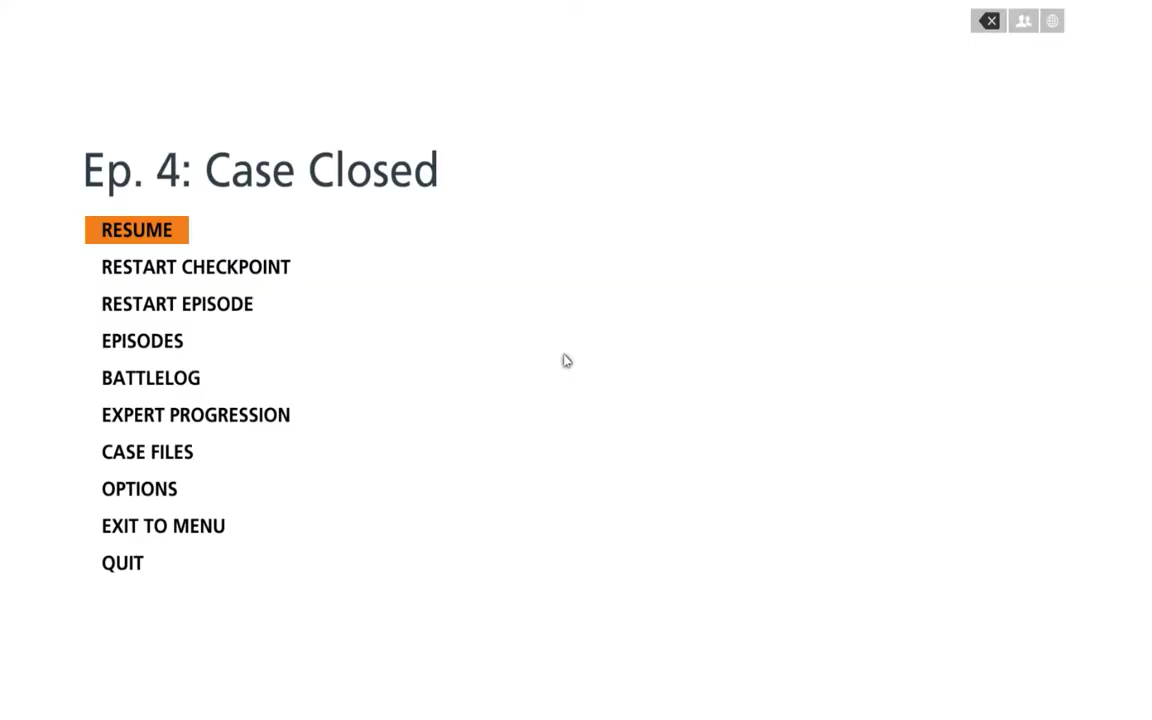 Ep. 4: Case Closed
RESUME
RESTART CHECKPOINT
RESTART EPISODE
EPISODES
BATTLELOG
EXPERT PROGRESSION
CASE FILES
OPTIONS
EXIT TO MENU
QUIT